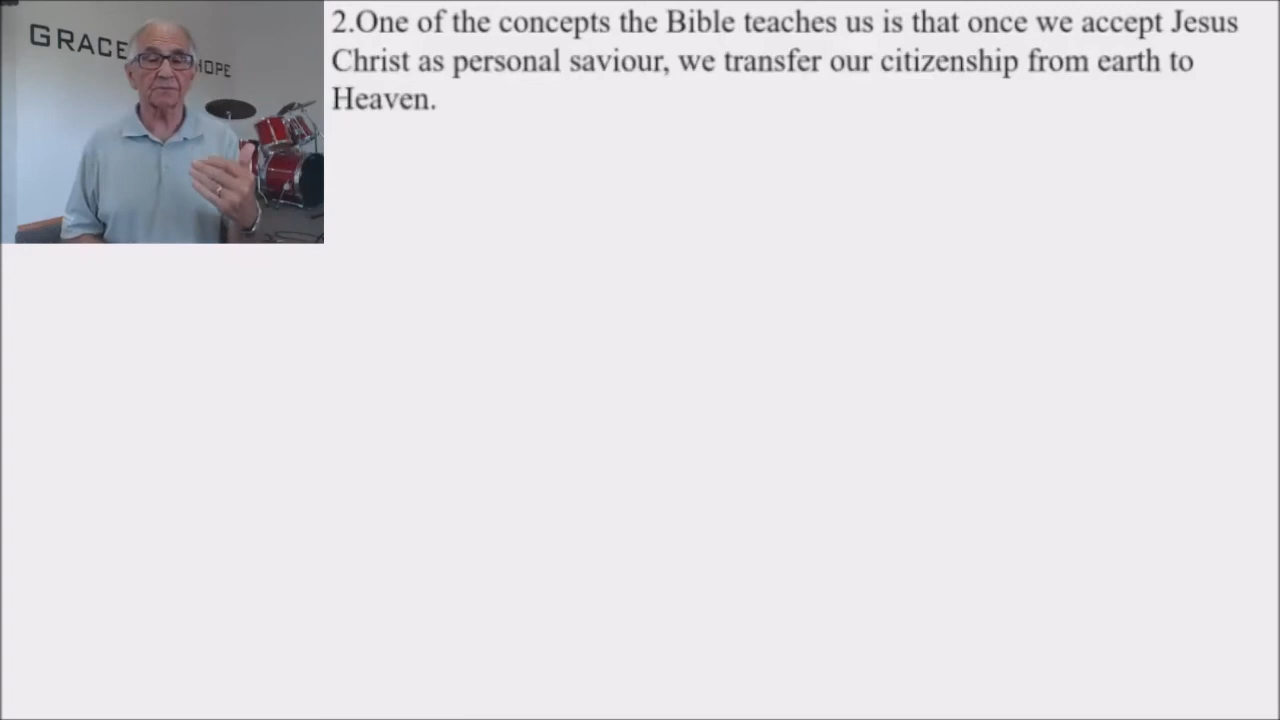 GRACE
HOPE
2.One of the concepts the Bible teaches us is that once we accept Jesus
Christ as personal saviour, we transfer our citizenship from earth to
Heaven.